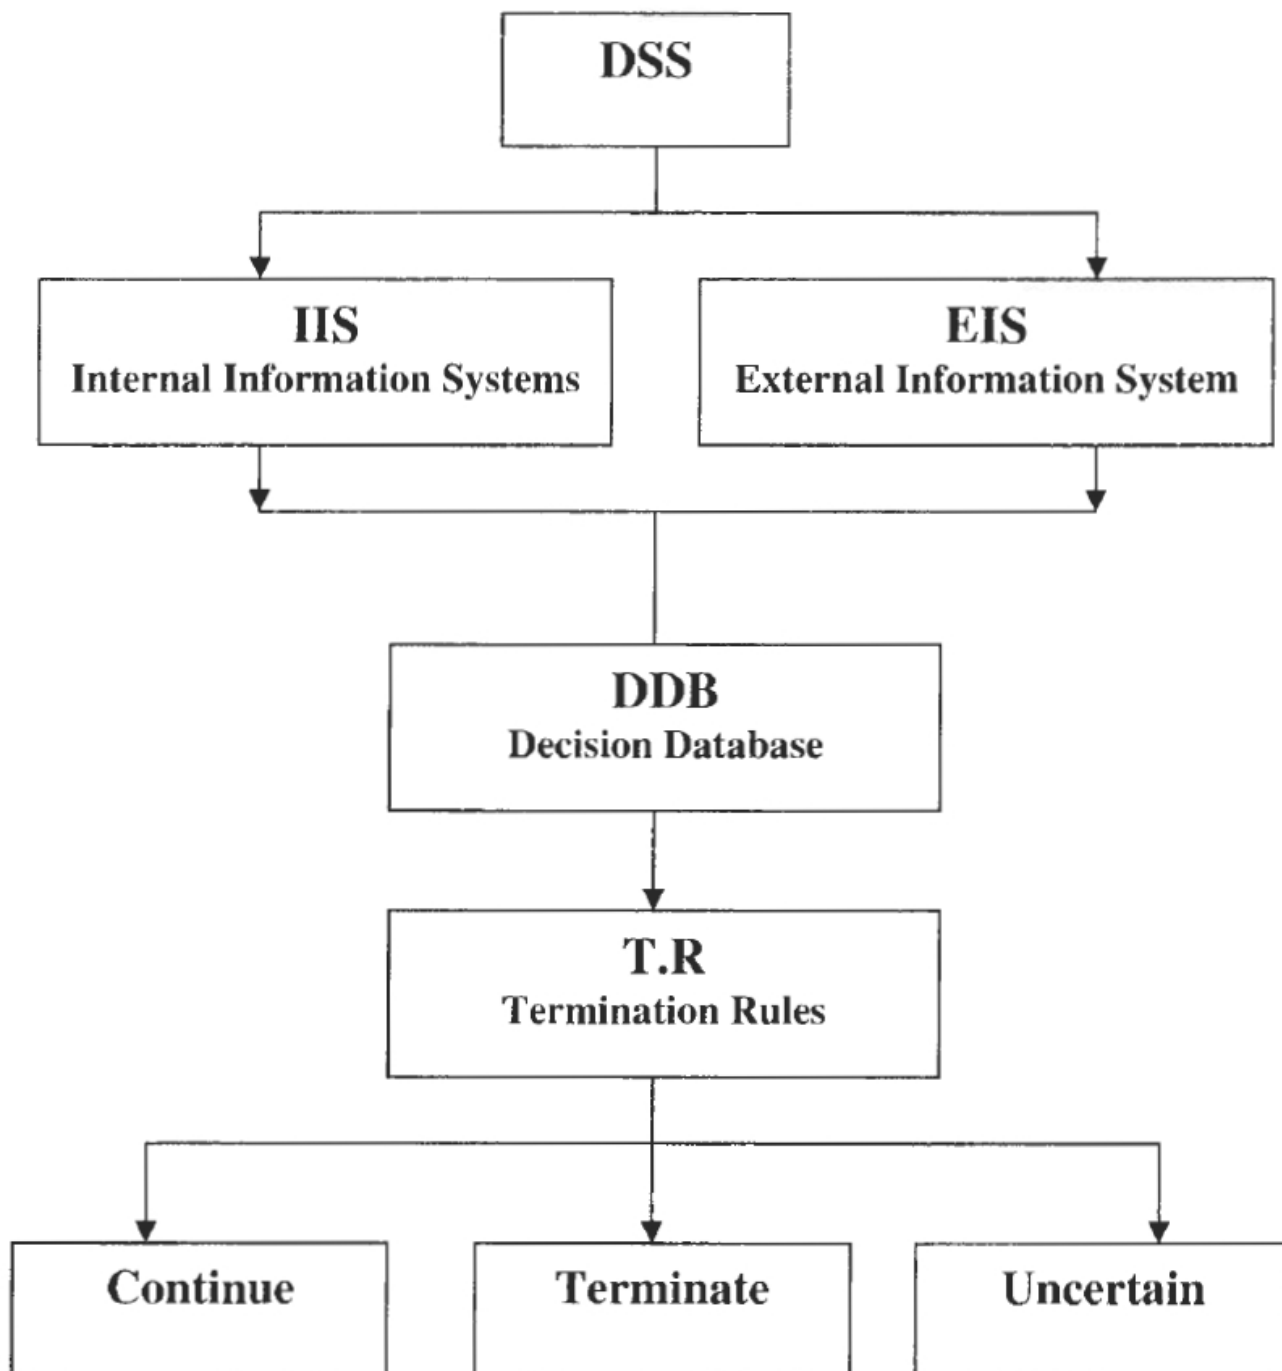 DSS
IIS
Internal Information Systems
EIS
External Information System
DDB
Decision Database
T.R
Termination Rules
Continue
Terminate
Uncertain